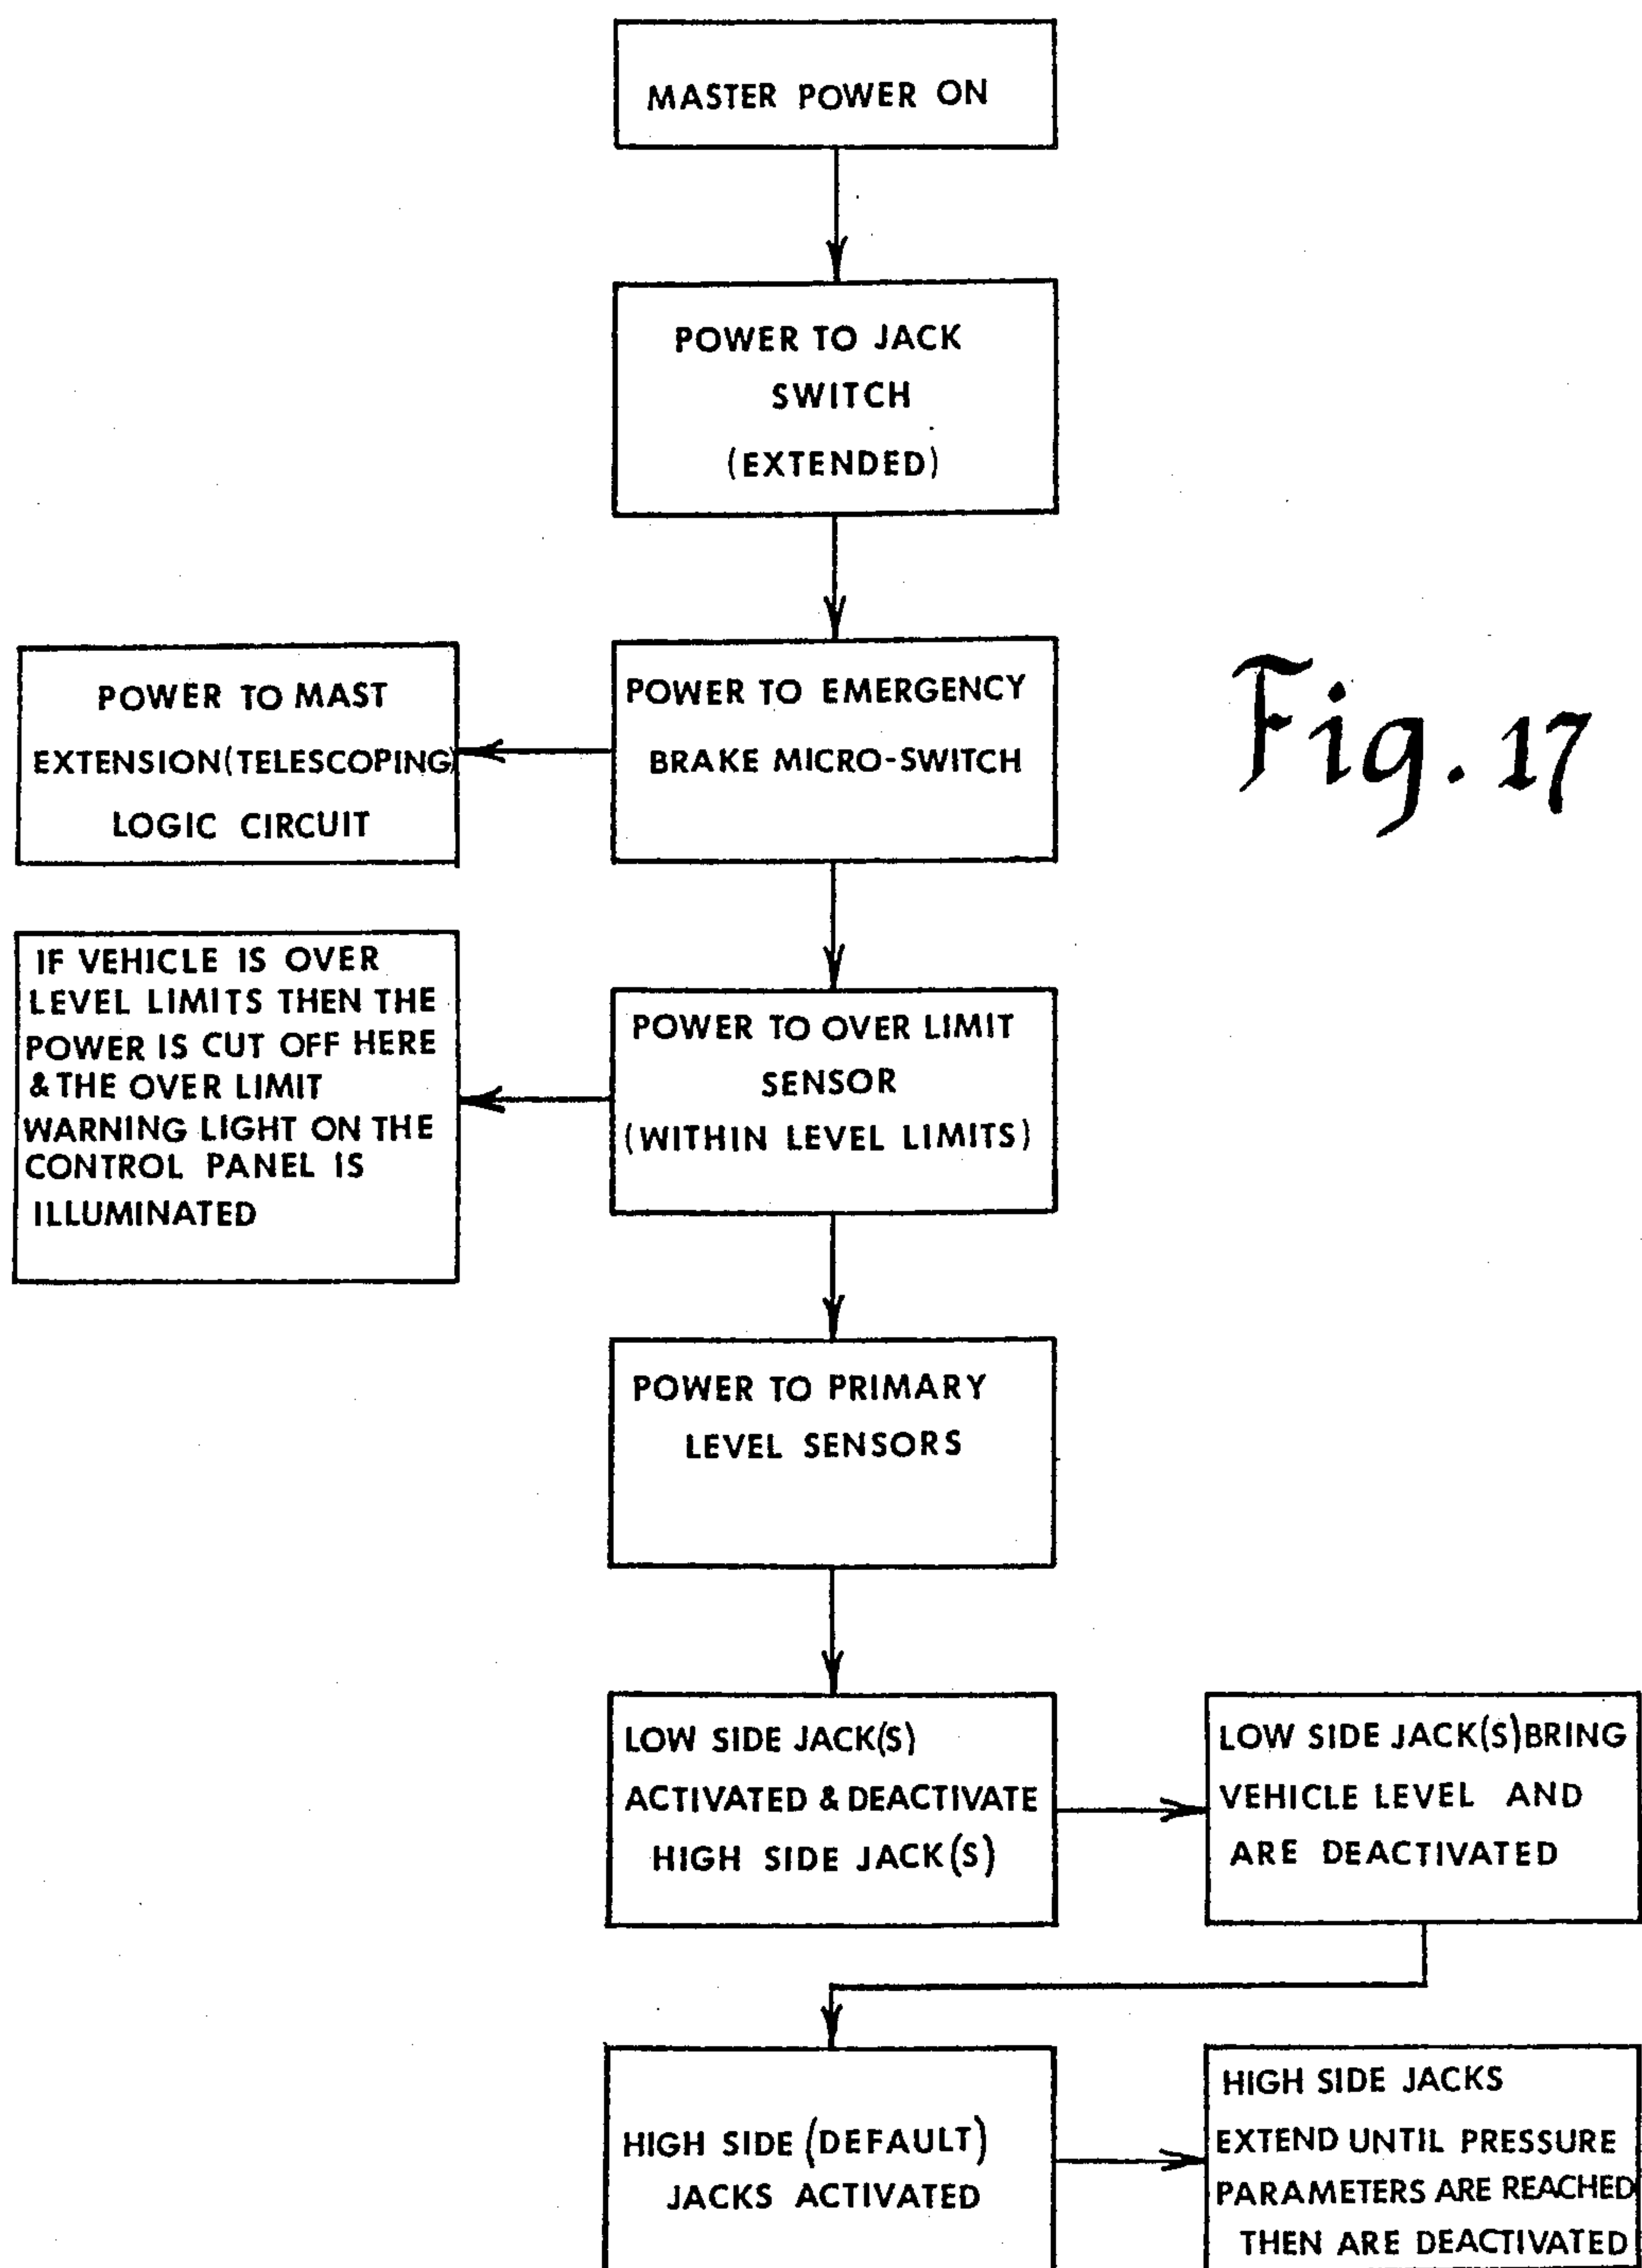 MASTER POWER ON
POWER TO JACK
SWITCH
(EXTENDED)
POWER TO MAST
EXTENSION(TELESCOPING)
LOGIC CIRCUIT
POWER TO EMERGENCY
BRAKE MICRO-SWITCH
Fig. 17
IF VEHICLE IS OVER
LEVEL LIMITS THEN THE
POWER IS CUT OFF HERE
& THE OVER LIMIT
WARNING LIGHT ON THE
CONTROL PANEL IS
ILLUMINATED
POWER TO OVER LIMIT
SENSOR
(WITHIN LEVEL LIMITS)
POWER TO PRIMARY
LEVEL SENSORS
LOW SIDE JACK(S)
ACTIVATED & DEACTIVATE
HIGH SIDE JACK(S)
LOW SIDE JACK(S) BRING
VEHICLE LEVEL AND
ARE DEACTIVATED
HIGH SIDE (DEFAULT)
JACKS ACTIVATED
HIGH SIDE JACKS
EXTEND UNTIL PRESSURE
PARAMETERS ARE REACHED
THEN ARE DEACTIVATED